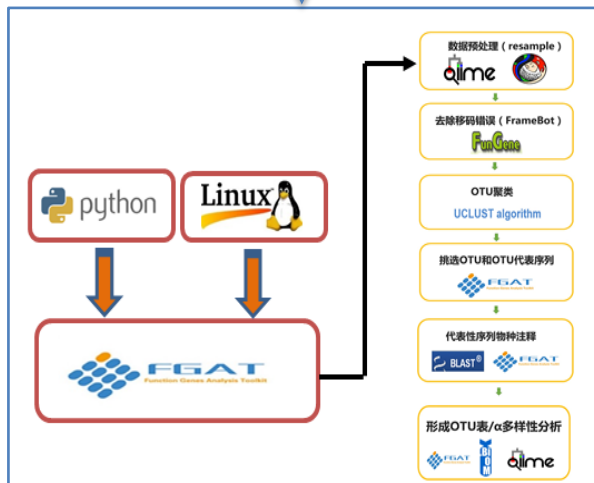 python
Linux
FGAT
Function Genes Analysis Toolkit
数据预处理（resample）
QIIME
去除移码错误（FrameBot）
FunGene
OTU聚类
UCLUST algorithm
挑选OTU和OTU代表序列
FGAT
代表性序列物种注释
BLAST®
FGAT
形成OTU表/α多样性分析
FGAT
BIOM
QIIME